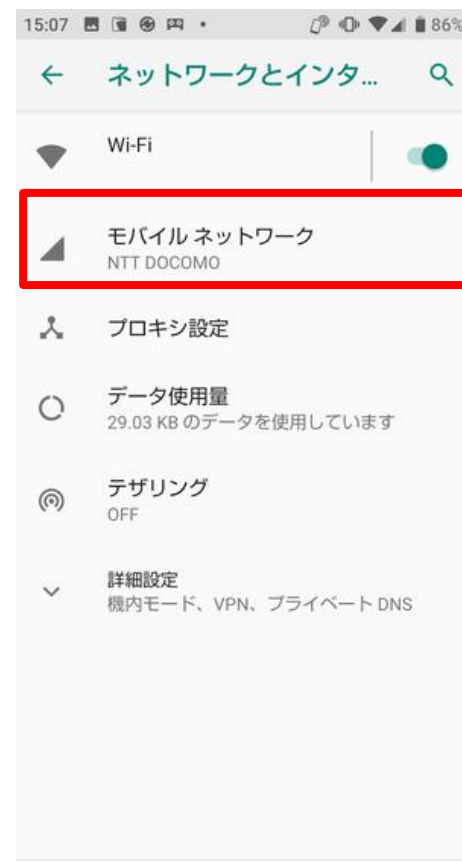 15:07
86%
ネットワークとインタ...
Wi-Fi
モバイル ネットワーク
NTT DOCOMO
プロキシ設定
データ使用量
29.03 KB のデータを使用しています
テザリング
OFF
詳細設定
機内モード、VPN、プライベート DNS